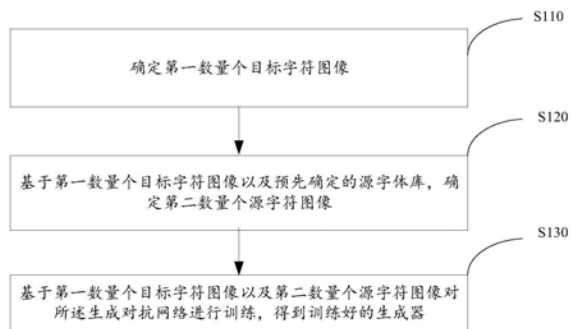 S110
确定第一数量个目标字符图像
S120
基于第一数量个目标字符图像以及预先确定的源字体库，确
定第二数量个源字符图像
S130
基于第一数量个目标字符图像以及第二数量个源字符图像对
所述生成对抗网络进行训练，得到训练好的生成器